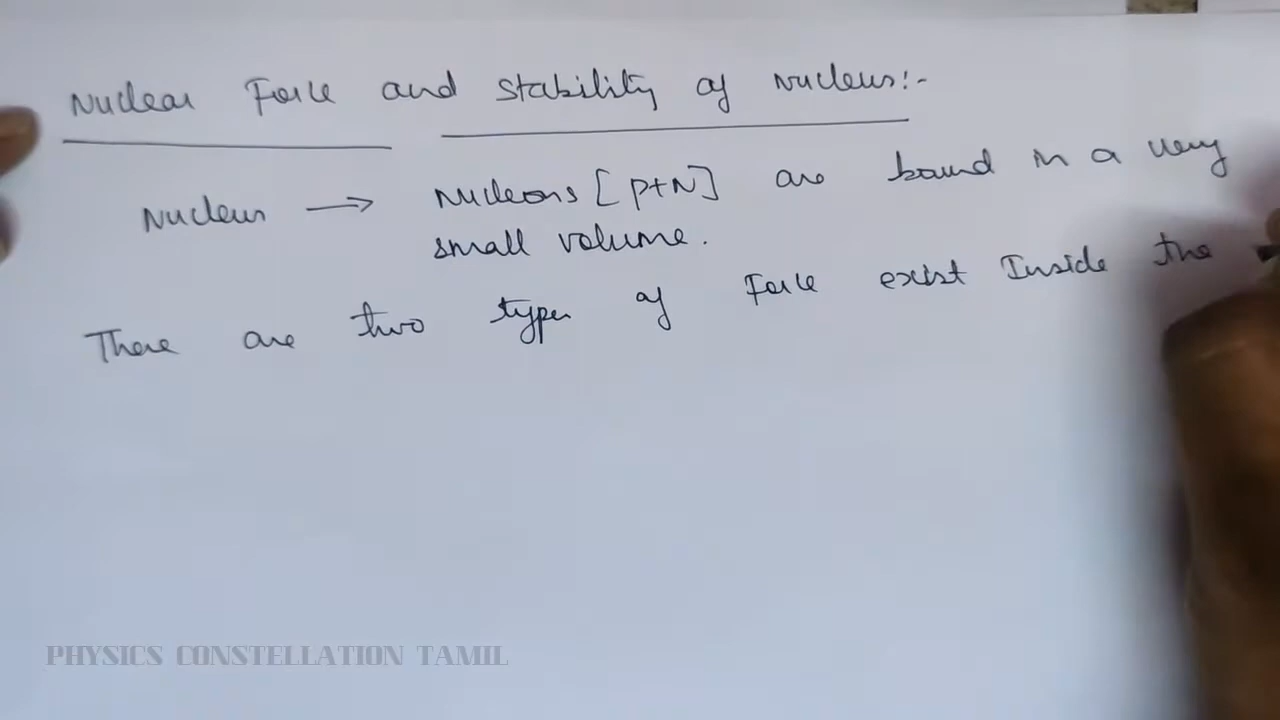 Nuclear Force and stability of Nucleus:-
Nucleus → Nucleons [P+N] are bound in a very
small volume.
There are two types of Force exist Inside the
PHYSICS CONSTELLATION TAMIL